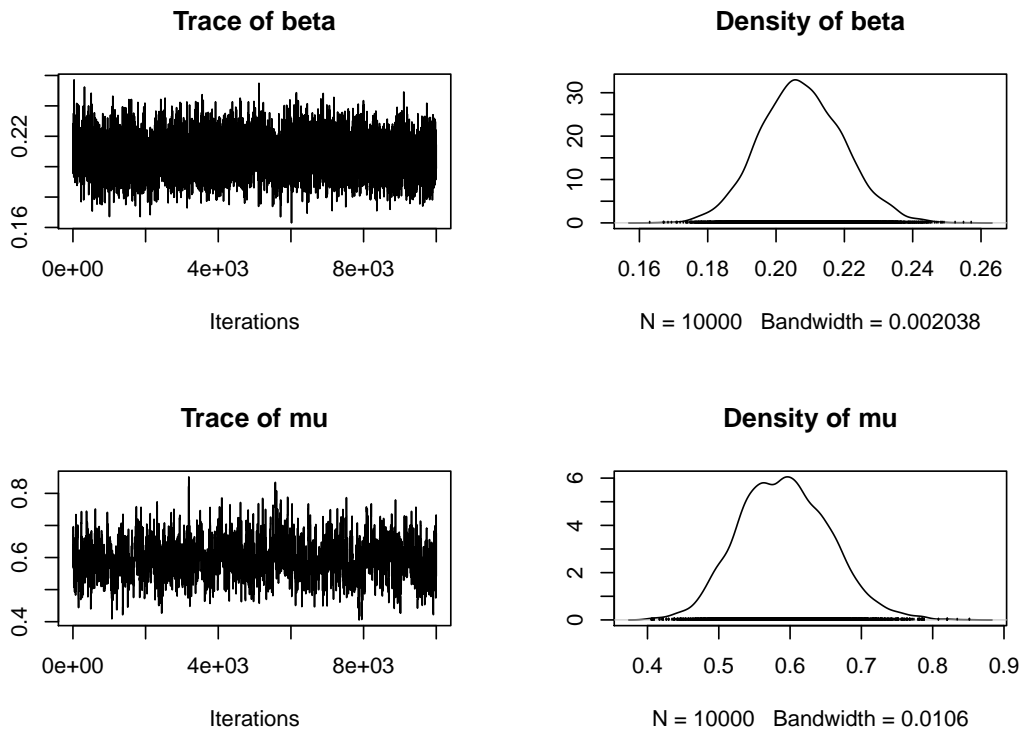 Trace of beta
0.16 0.22
0e+00 4e+03 8e+03
Iterations
Density of beta
0 10 20 30
0.16 0.18 0.20 0.22 0.24 0.26
N = 10000 Bandwidth = 0.002038
Trace of mu
0.4 0.6 0.8
0e+00 4e+03 8e+03
Iterations
Density of mu
0 2 4 6
0.4 0.5 0.6 0.7 0.8 0.9
N = 10000 Bandwidth = 0.0106